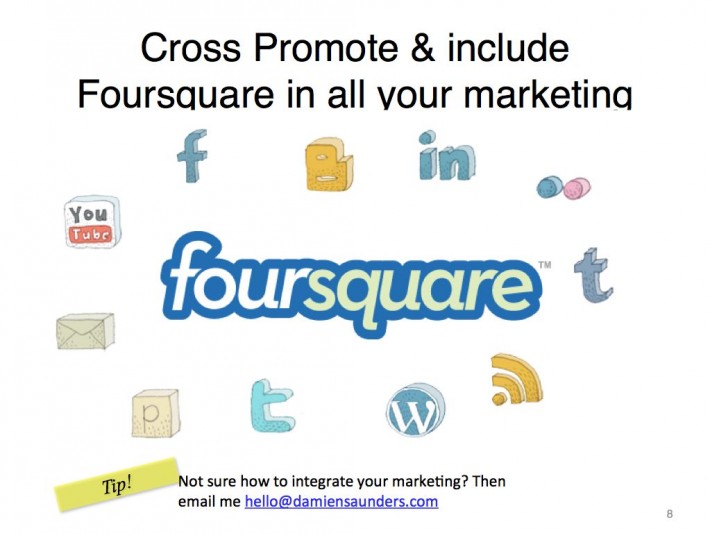 Cross Promote & include
Foursquare in all your marketing
f
B
in
You
Tube
foursquare™
t
p
t
W
Tip!
Not sure how to integrate your marketing? Then
email me hello@damiensaunders.com
8